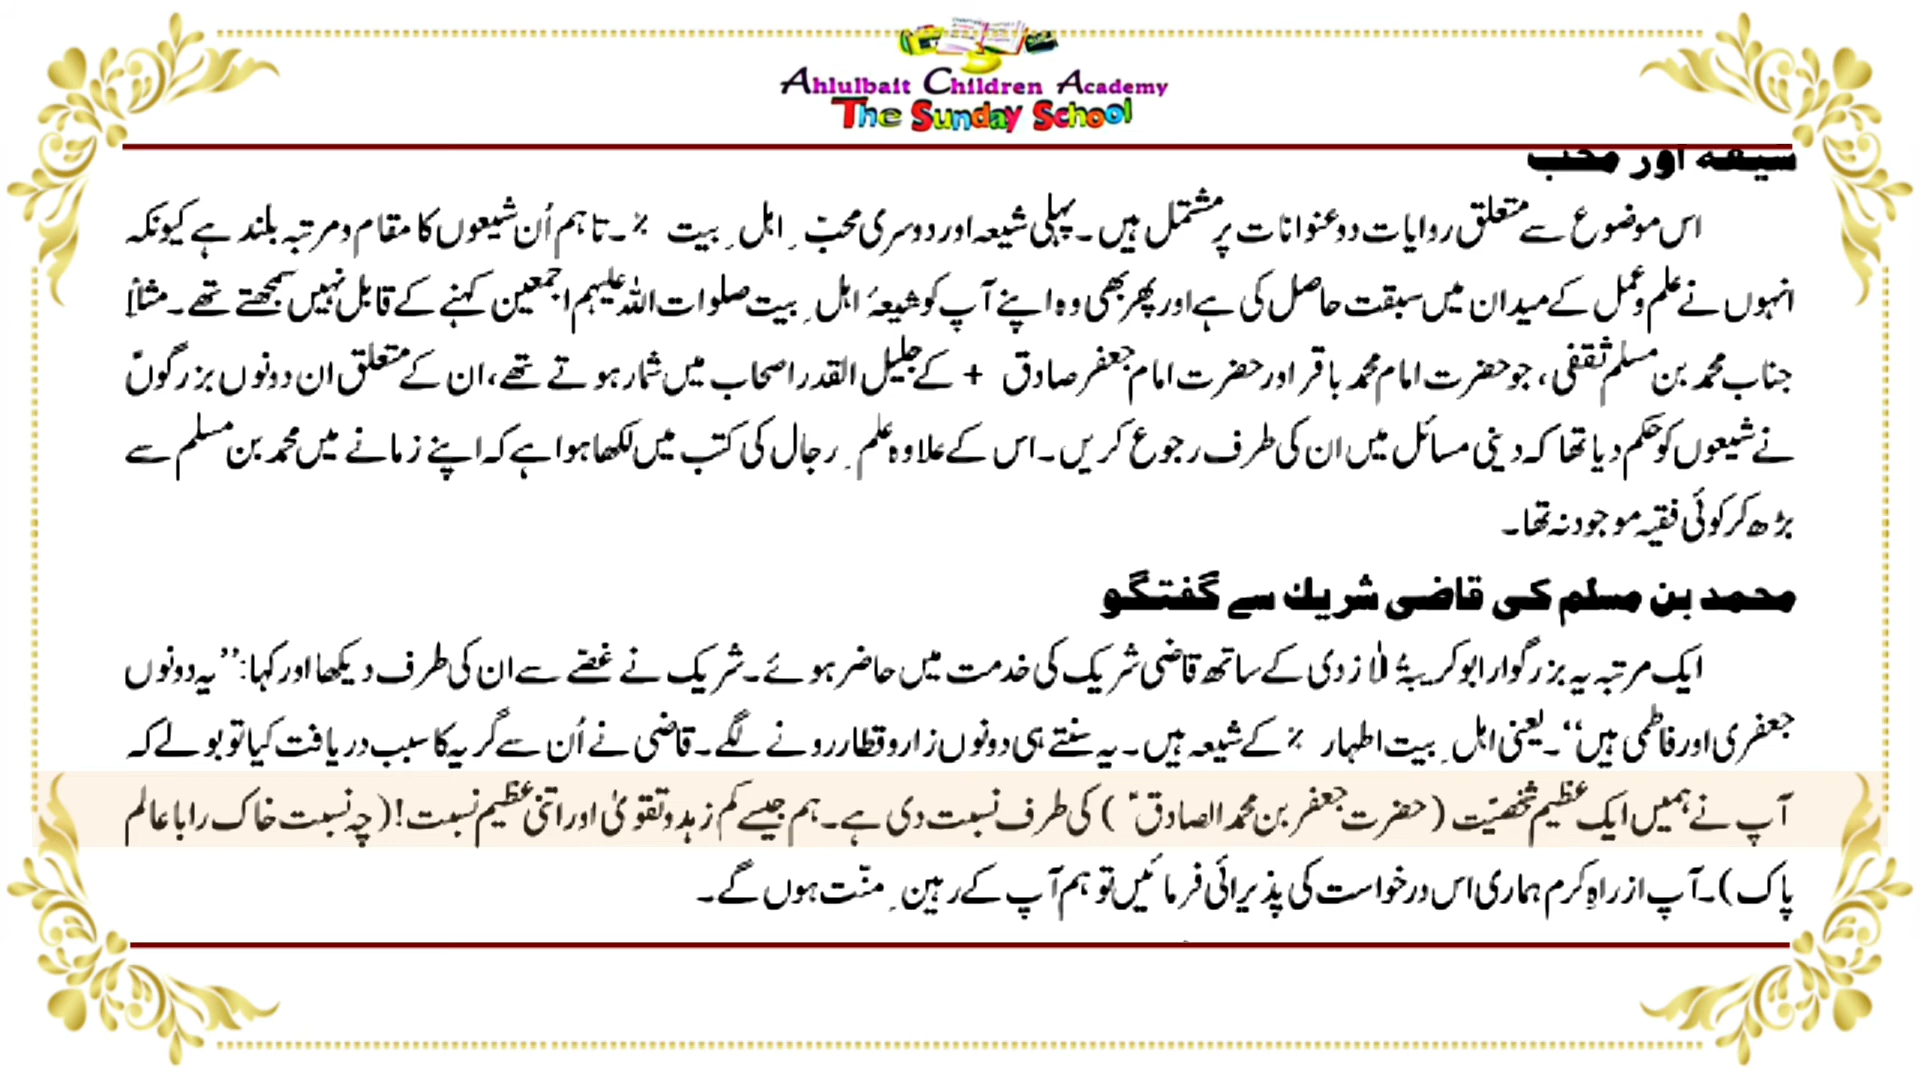 Ahlulbait Children Academy
The Sunday School
شیعہ اور محب
اس موضوع سے متعلق روایات دو عنوانات پر مشتمل ہیں۔ پہلی شیعہ اور دوسری محبّ ِ اہل ِ بیت ٪۔ تاہم اُن شیعوں کا مقام و مرتبہ بلند ہے کیونکہ
انہوں نے علم و عمل کے میدان میں سبقت حاصل کی ہے اور پھر بھی وہ اپنے آپ کو شیعۂ اہل ِ بیت صلوات اللہ علیہم اجمعین کہنے کے قابل نہیں سمجھتے تھے۔ مثلاً
جناب محمد بن مسلم ثقفی، جو حضرت امام محمد باقر اور حضرت امام جعفر صادق + کے جلیل القدر اصحاب میں شمار ہوتے تھے، ان کے متعلق ان دونوں بزرگوں
نے شیعوں کو حکم دیا تھا کہ دینی مسائل میں ان کی طرف رجوع کریں۔ اس کے علاوہ علم ِ رجال کی کتب میں لکھا ہوا ہے کہ اپنے زمانے میں محمد بن مسلم سے
بڑھ کر کوئی فقیہ موجود نہ تھا۔
محمد بن مسلم کی قاضی شریک سے گفتگو
ایک مرتبہ یہ بزرگوار ابو کریبۂ الازدی کے ساتھ قاضی شریک کی خدمت میں حاضر ہوئے۔ شریک نے غصّے سے ان کی طرف دیکھا اور کہا: ’’یہ دونوں
جعفری اور فاطمی ہیں‘‘۔ یعنی اہل ِ بیت اطہار ٪ کے شیعہ ہیں۔ یہ سنتے ہی دونوں زار و قطار رونے لگے۔ قاضی نے اُن سے گریہ کا سبب دریافت کیا تو بولے کہ
آپ نے ہمیں ایک عظیم شخصیّت (حضرت جعفر بن محمد الصادق ؑ) کی طرف نسبت دی ہے۔ ہم جیسے کم زہد و تقویٰ اور اتنی عظیم نسبت! (چہ نسبت خاک را با عالم
پاک)۔ آپ از راہِ کرم ہماری اس درخواست کی پذیرائی فرمائیں تو ہم آپ کے رہین ِ منّت ہوں گے۔